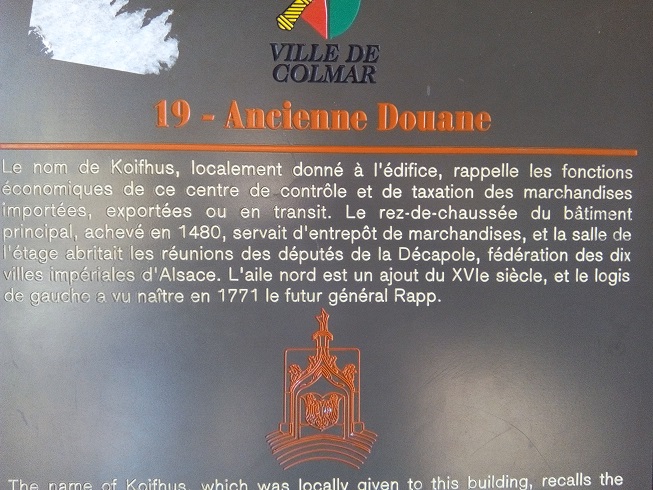 VILLE DE
COLMAR
19 - Ancienne Douane
Le nom de Koifhus, localement donné à l'édifice, rappelle les fonctions
économiques de ce centre de contrôle et de taxation des marchandises
importées, exportées ou en transit. Le rez-de-chaussée du bâtiment
principal, achevé en 1480, servait d'entrepôt de marchandises, et la salle de
l'étage abritait les réunions des députés de la Décapole, fédération des dix
villes impériales d'Alsace. L'aile nord est un ajout du XVIe siècle, et le logis
de gauche a vu naître en 1771 le futur général Rapp.
The name of Koifhus, which was locally given to this building, recalls the